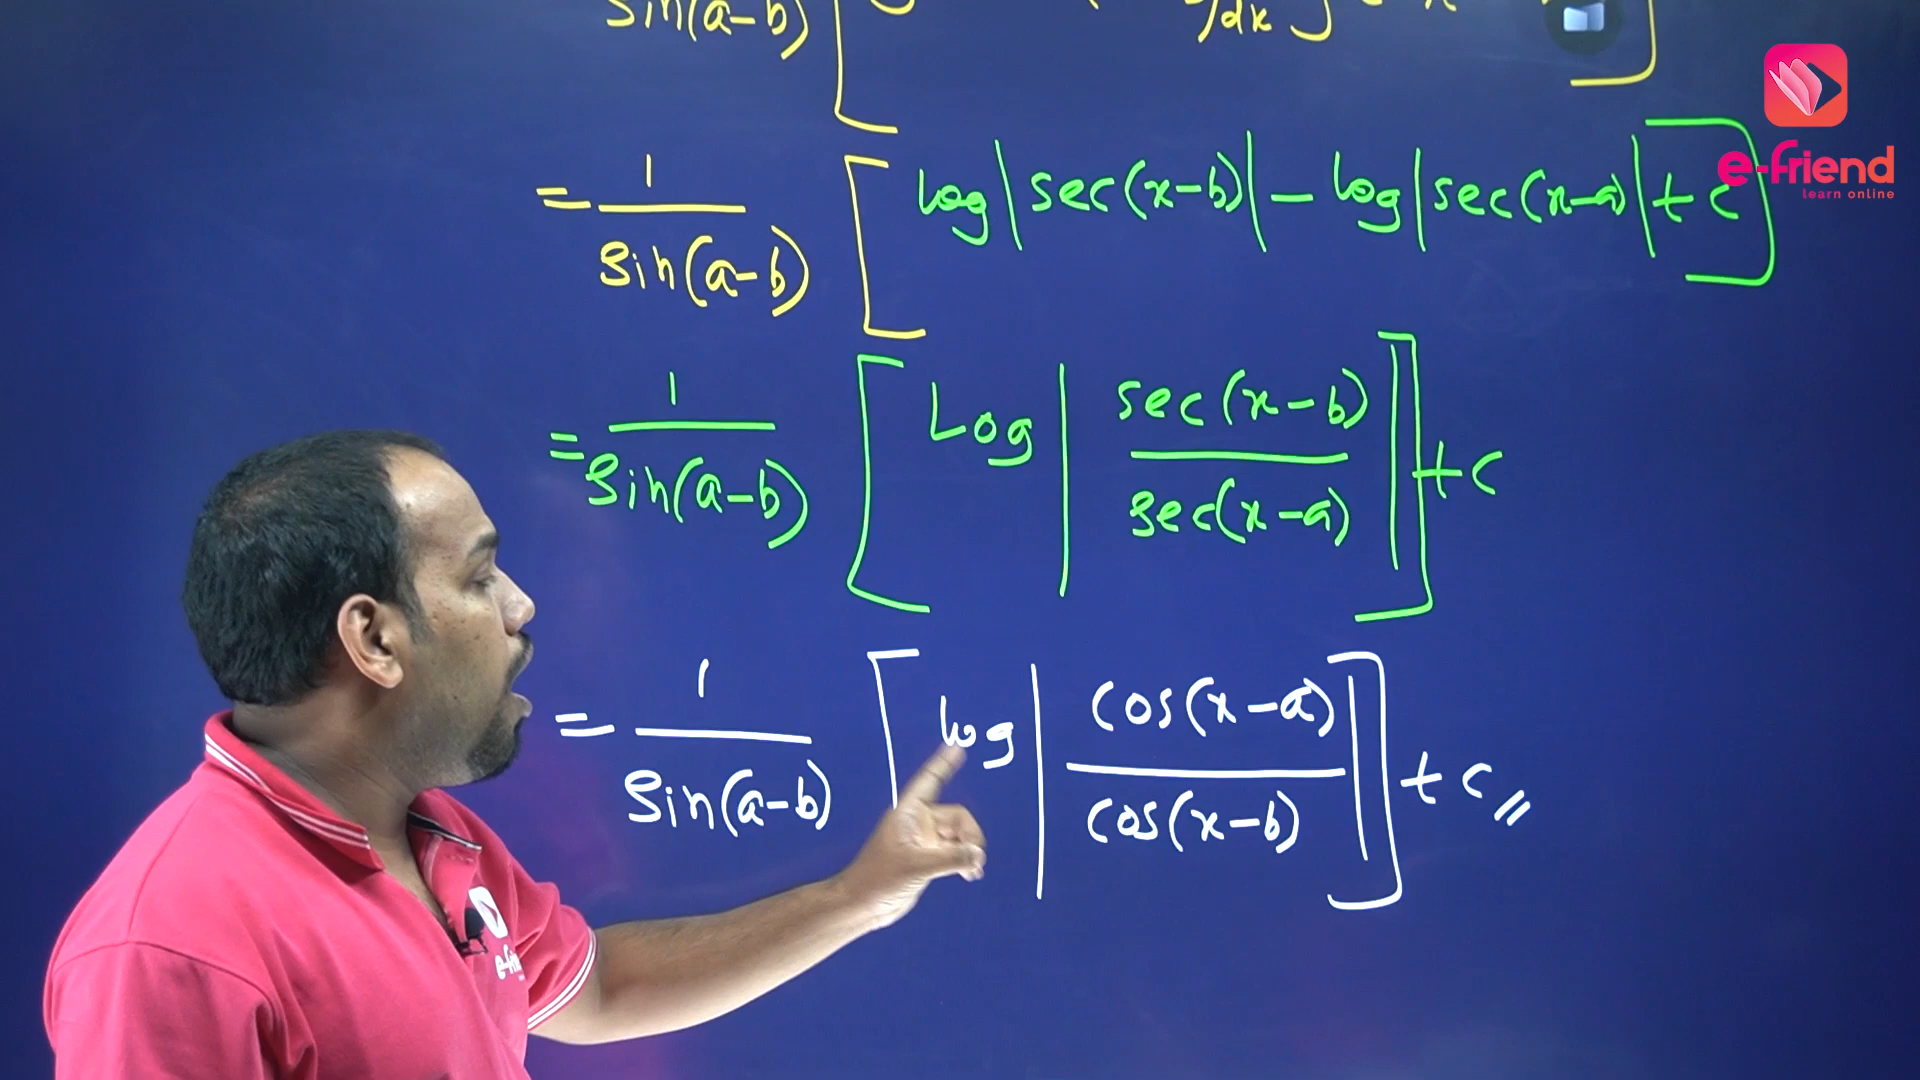 sin(a-b)
/dx
e-friend
learn online
= 1/sin(a-b) [log|sec(x-b)| - log|sec(x-a)| + c]
= 1/sin(a-b) [Log|sec(x-b)/sec(x-a)|] + c
= 1/sin(a-b) [log|cos(x-a)/cos(x-b)|] + c //